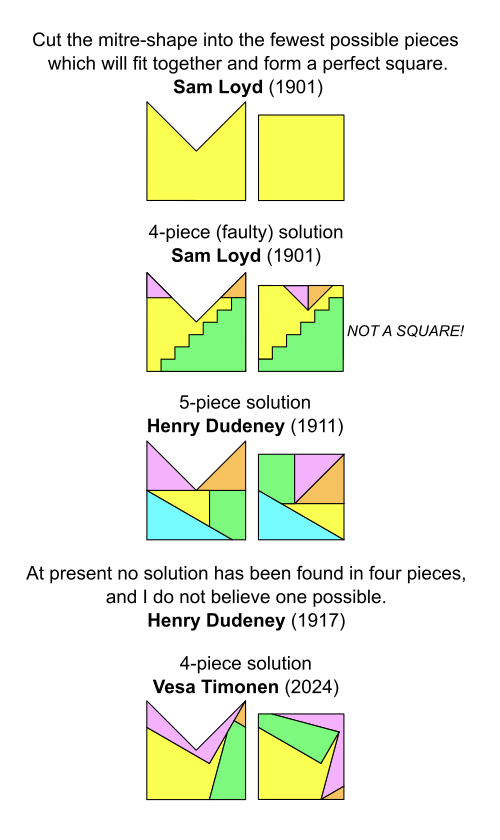 Cut the mitre-shape into the fewest possible pieces
which will fit together and form a perfect square.
Sam Loyd (1901)
4-piece (faulty) solution
Sam Loyd (1901)
NOT A SQUARE!
5-piece solution
Henry Dudeney (1911)
At present no solution has been found in four pieces,
and I do not believe one possible.
Henry Dudeney (1917)
4-piece solution
Vesa Timonen (2024)